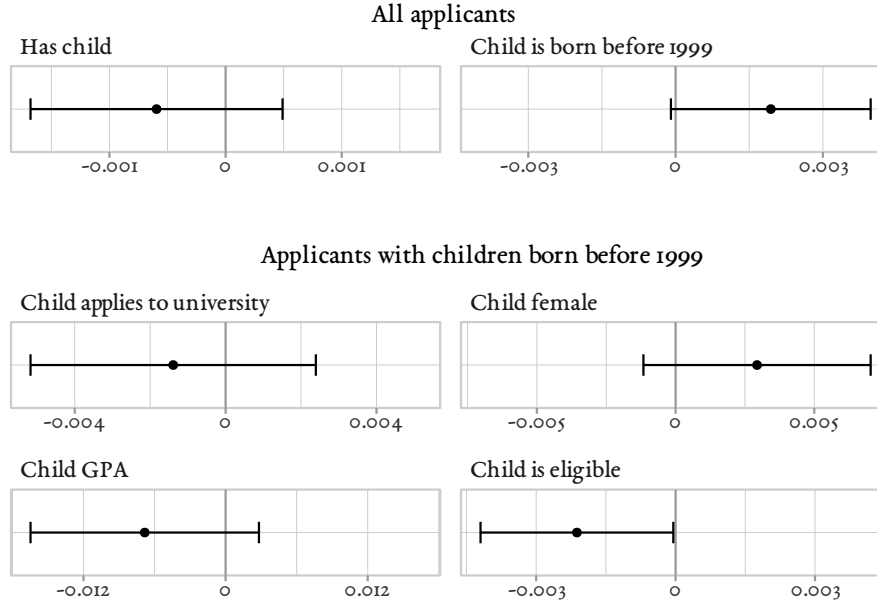 All applicants
Has child
Child is born before 1999
-0.001 0 0.001
-0.003 0 0.003
Applicants with children born before 1999
Child applies to university
Child female
-0.004 0 0.004
-0.005 0 0.005
Child GPA
Child is eligible
-0.012 0 0.012
-0.003 0 0.003